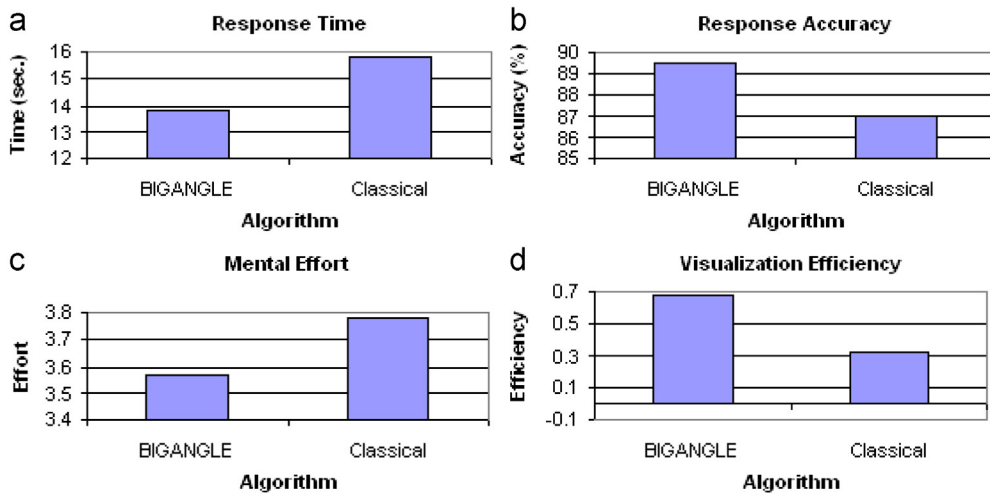 a
Response Time
Time (sec.)
16
15
14
13
12
BIGANGLE Classical
Algorithm
b
Response Accuracy
Accuracy (%)
90
89
88
87
86
85
BIGANGLE Classical
Algorithm
c
Mental Effort
Effort
3.8
3.7
3.6
3.5
3.4
BIGANGLE Classical
Algorithm
d
Visualization Efficiency
Efficiency
0.7
0.5
0.3
0.1
-0.1
BIGANGLE Classical
Algorithm